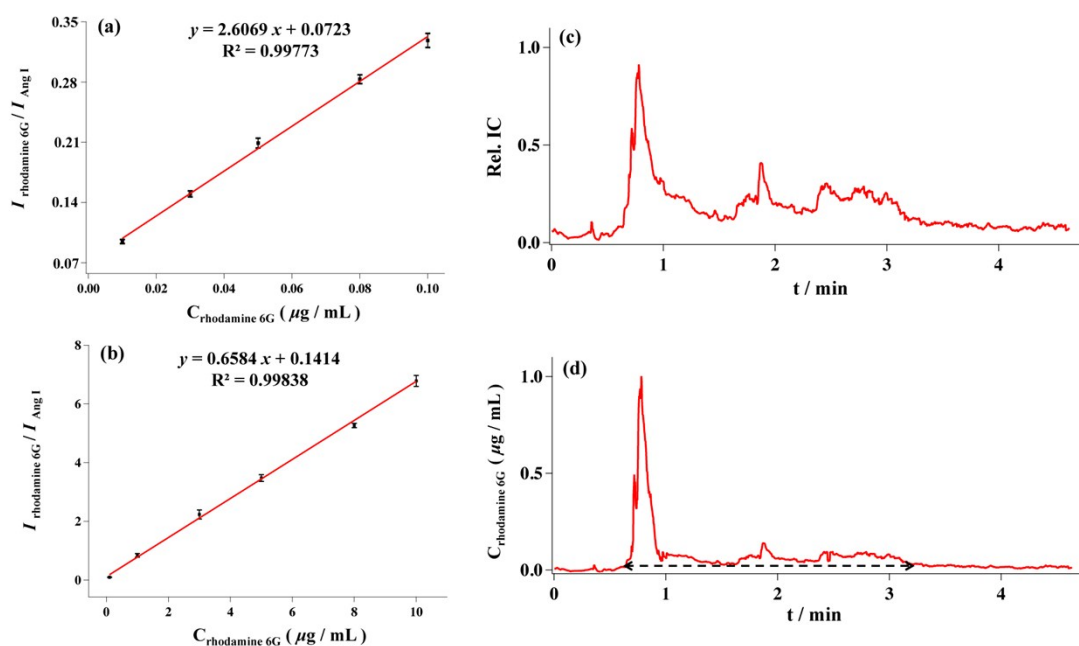 (a)
y = 2.6069 x + 0.0723
R² = 0.99773
0.35
0.28
0.21
0.14
0.07
I rhodamine 6G / I Ang I
0.00 0.02 0.04 0.06 0.08 0.10
C rhodamine 6G ( μg / mL )
(b)
y = 0.6584 x + 0.1414
R² = 0.99838
8
6
4
2
0
I rhodamine 6G / I Ang I
0 2 4 6 8 10
C rhodamine 6G ( μg / mL )
(c)
1.0
0.5
0.0
Rel. IC
0 1 2 3 4
t / min
(d)
1.0
0.5
0.0
C rhodamine 6G ( μg / mL )
0 1 2 3 4
t / min